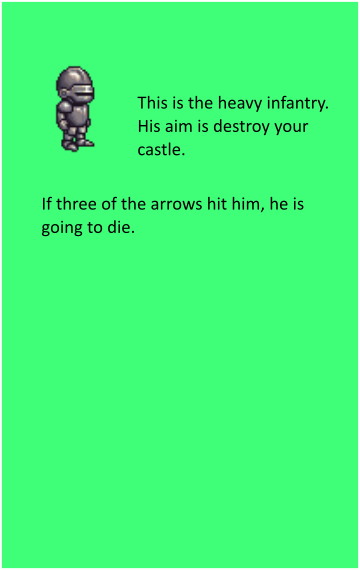 This is the heavy infantry.
His aim is destroy your
castle.
If three of the arrows hit him, he is
going to die.